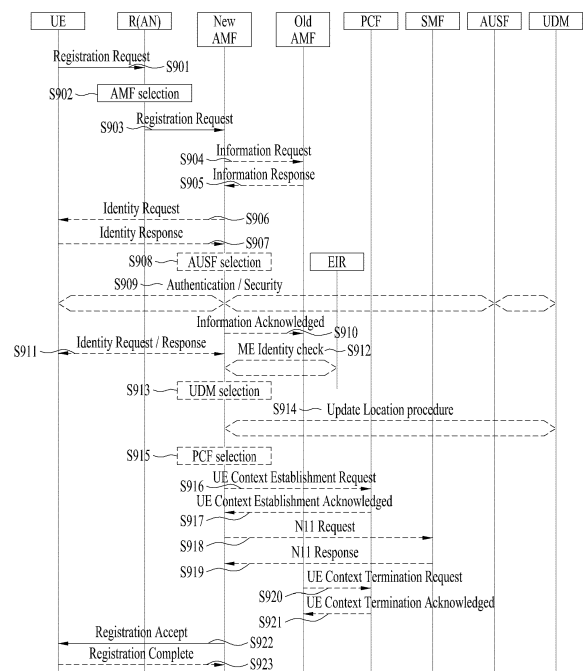 UE
R(AN)
New
AMF
Old
AMF
PCF
SMF
AUSF
UDM
Registration Request
S901
S902
AMF selection
Registration Request
S903
Information Request
S904
Information Response
S905
Identity Request
S906
Identity Response
S907
S908
AUSF selection
EIR
S909
Authentication / Security
Information Acknowledged
S910
Identity Request / Response
S911
ME Identity check
S912
S913
UDM selection
S914
Update Location procedure
S915
PCF selection
UE Context Establishment Request
S916
UE Context Establishment Acknowledged
S917
N11 Request
S918
N11 Response
S919
UE Context Termination Request
S920
UE Context Termination Acknowledged
S921
Registration Accept
S922
Registration Complete
S923